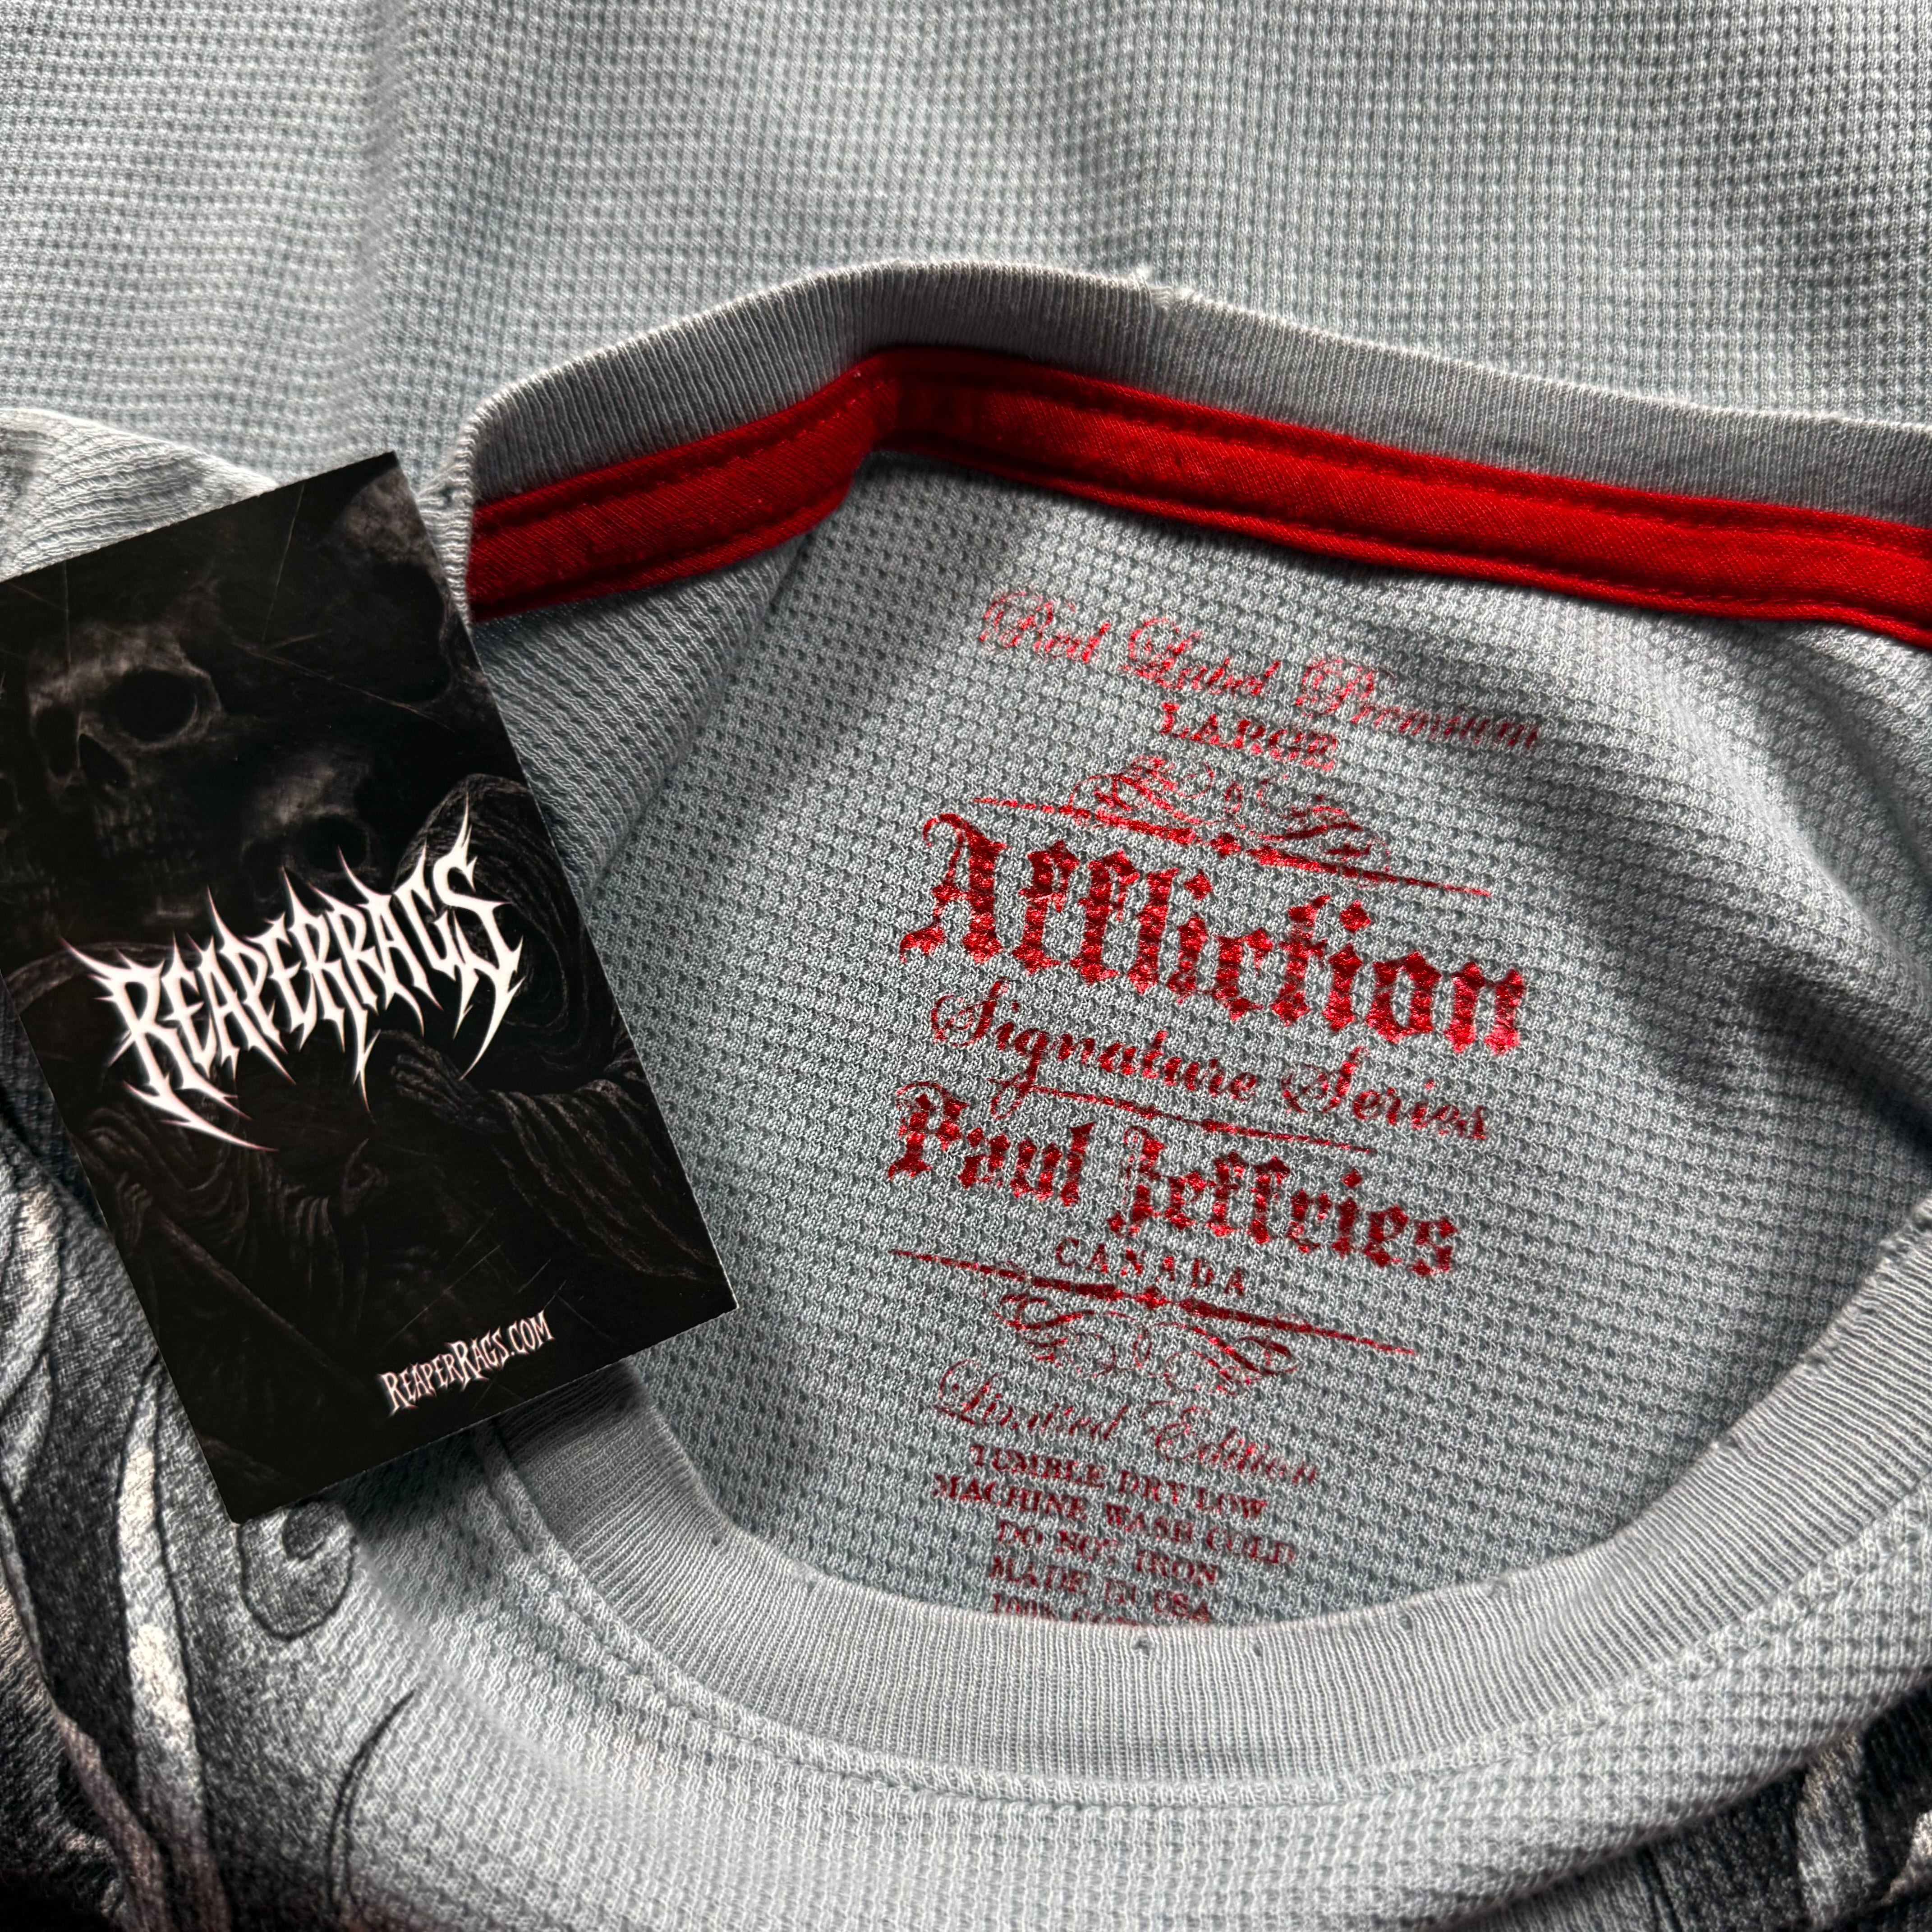 REAPERRAGS
REAPERRAGS.COM
Red Label Premium
LARGE
Affliction
Signature Series
Paul Jeffries
CANADA
Limited Edition
TUMBLE DRY LOW
MACHINE WASH COLD
DO NOT IRON
MADE IN USA
100%